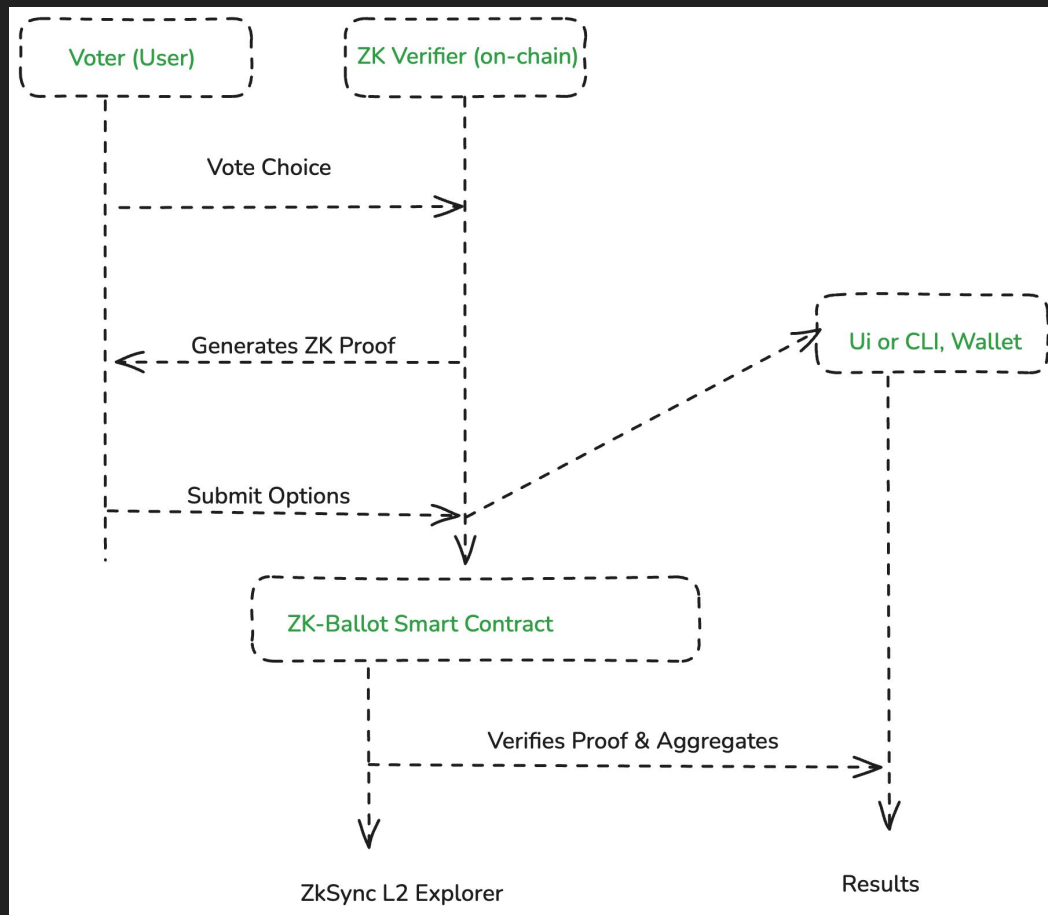 Voter (User)
ZK Verifier (on-chain)
Vote Choice
Generates ZK Proof
Ui or CLI, Wallet
Submit Options
ZK-Ballot Smart Contract
Verifies Proof & Aggregates
ZkSync L2 Explorer
Results